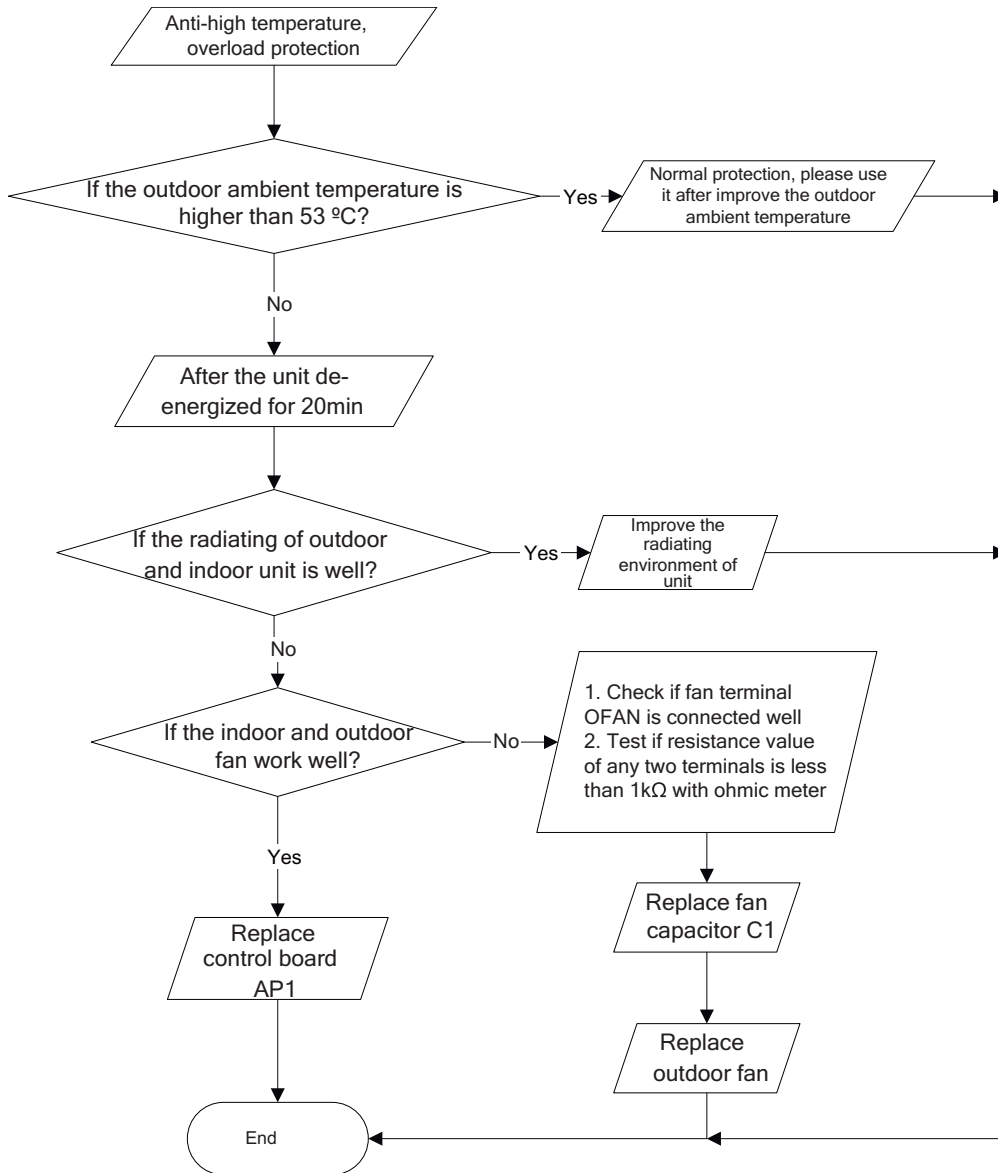 Anti-high temperature,
overload protection
If the outdoor ambient temperature is
higher than 53 ºC?
Yes
Normal protection, please use
it after improve the outdoor
ambient temperature
No
After the unit de-
energized for 20min
If the radiating of outdoor
and indoor unit is well?
Yes
Improve the
radiating
environment of
unit
No
If the indoor and outdoor
fan work well?
No
1. Check if fan terminal
OFAN is connected well
2. Test if resistance value
of any two terminals is less
than 1kΩ with ohmic meter
Yes
Replace
control board
AP1
Replace fan
capacitor C1
Replace
outdoor fan
End